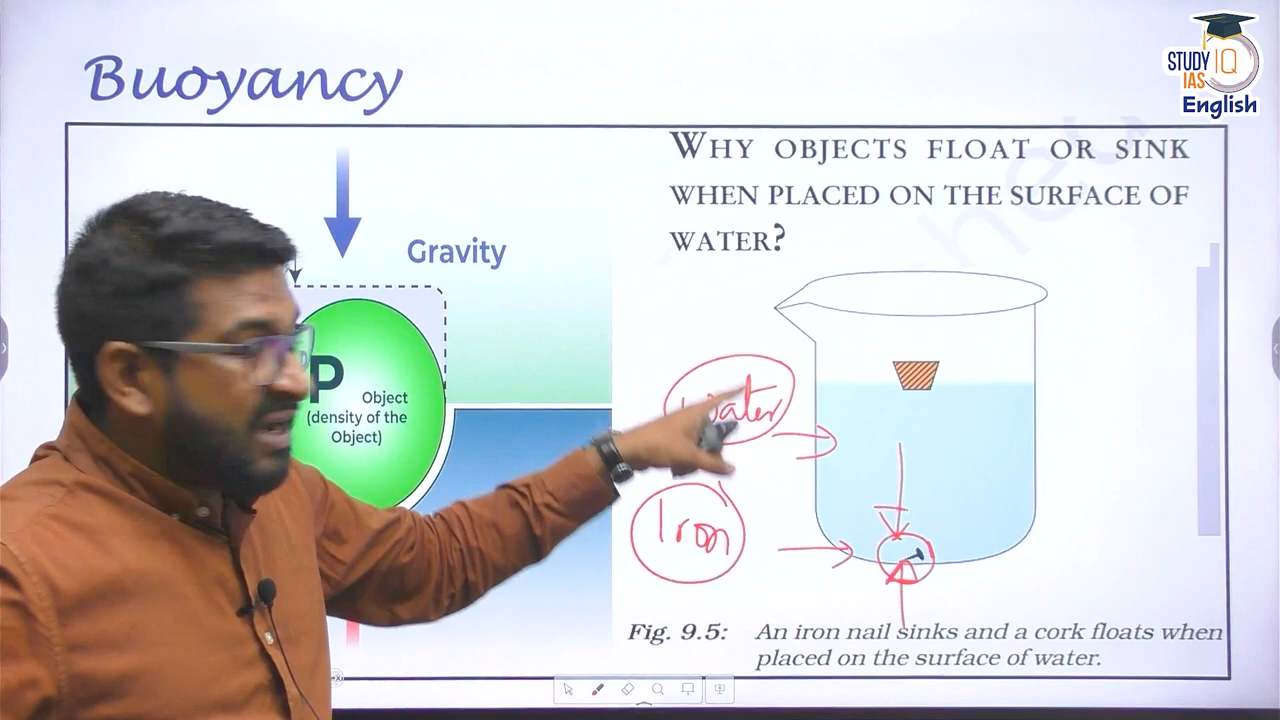 Buoyancy
STUDY IQ
IAS
English
Gravity
P
Object
(density of the
Object)
WHY OBJECTS FLOAT OR SINK
WHEN PLACED ON THE SURFACE OF
WATER?
water
Iron
Fig. 9.5: An iron nail sinks and a cork floats when
placed on the surface of water.